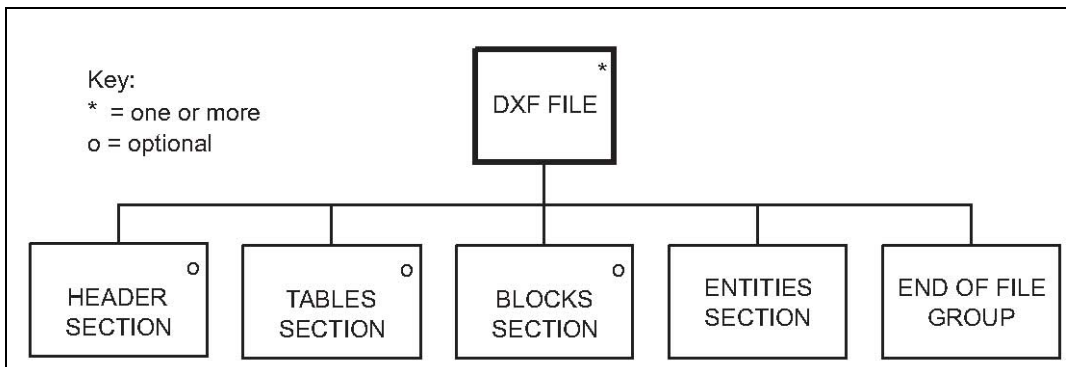 Key:
* = one or more
o = optional
*
DXF FILE
o
HEADER
SECTION
o
TABLES
SECTION
o
BLOCKS
SECTION
ENTITIES
SECTION
END OF FILE
GROUP